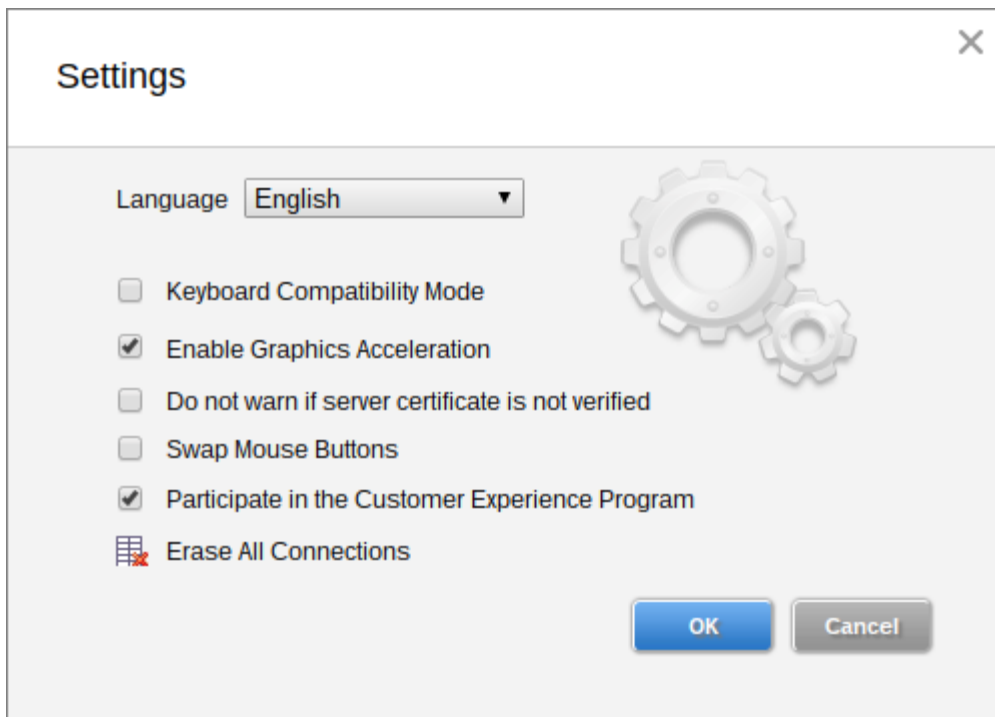 Settings
Language English
Keyboard Compatibility Mode
Enable Graphics Acceleration
Do not warn if server certificate is not verified
Swap Mouse Buttons
Participate in the Customer Experience Program
Erase All Connections
OK Cancel